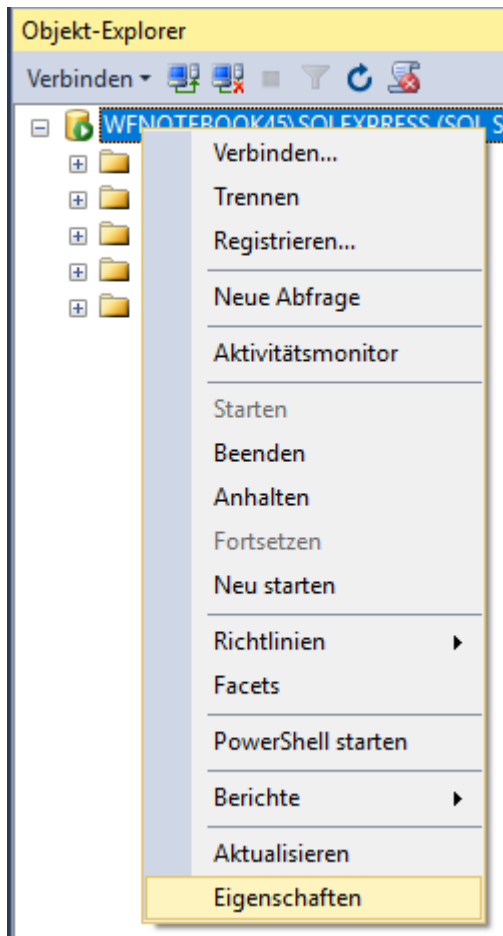 Objekt-Explorer
Verbinden
WFNOTEBOOK45\SQLEXPRESS (SQL S
Verbinden...
Trennen
Registrieren...
Neue Abfrage
Aktivitätsmonitor
Starten
Beenden
Anhalten
Fortsetzen
Neu starten
Richtlinien
Facets
PowerShell starten
Berichte
Aktualisieren
Eigenschaften